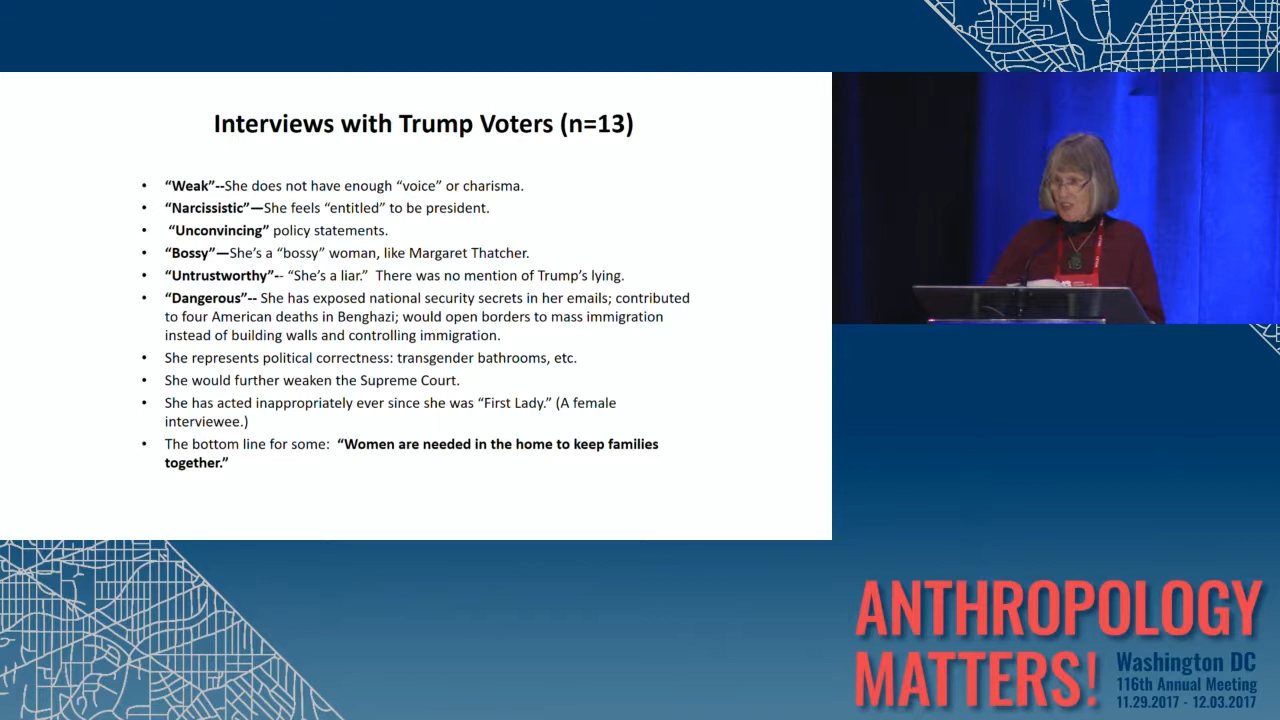 Interviews with Trump Voters (n=13)
• “Weak”--She does not have enough “voice” or charisma.
• “Narcissistic”—She feels “entitled” to be president.
• “Unconvincing” policy statements.
• “Bossy”—She’s a “bossy” woman, like Margaret Thatcher.
• “Untrustworthy”-- “She’s a liar.”  There was no mention of Trump’s lying.
• “Dangerous”-- She has exposed national security secrets in her emails; contributed
to four American deaths in Benghazi; would open borders to mass immigration
instead of building walls and controlling immigration.
• She represents political correctness: transgender bathrooms, etc.
• She would further weaken the Supreme Court.
• She has acted inappropriately ever since she was “First Lady.” (A female
interviewee.)
• The bottom line for some:  “Women are needed in the home to keep families
together.”
ANTHROPOLOGY
MATTERS!
Washington DC
116th Annual Meeting
11.29.2017 - 12.03.2017